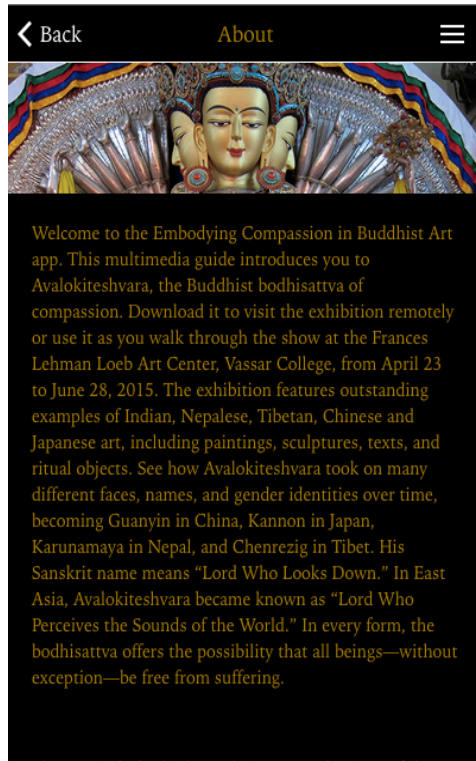 Back
About
Welcome to the Embodying Compassion in Buddhist Art
app. This multimedia guide introduces you to
Avalokiteshvara, the Buddhist bodhisattva of
compassion. Download it to visit the exhibition remotely
or use it as you walk through the show at the Frances
Lehman Loeb Art Center, Vassar College, from April 23
to June 28, 2015. The exhibition features outstanding
examples of Indian, Nepalese, Tibetan, Chinese and
Japanese art, including paintings, sculptures, texts, and
ritual objects. See how Avalokiteshvara took on many
different faces, names, and gender identities over time,
becoming Guanyin in China, Kannon in Japan,
Karunamaya in Nepal, and Chenrezig in Tibet. His
Sanskrit name means “Lord Who Looks Down.” In East
Asia, Avalokiteshvara became known as “Lord Who
Perceives the Sounds of the World.” In every form, the
bodhisattva offers the possibility that all beings—without
exception—be free from suffering.